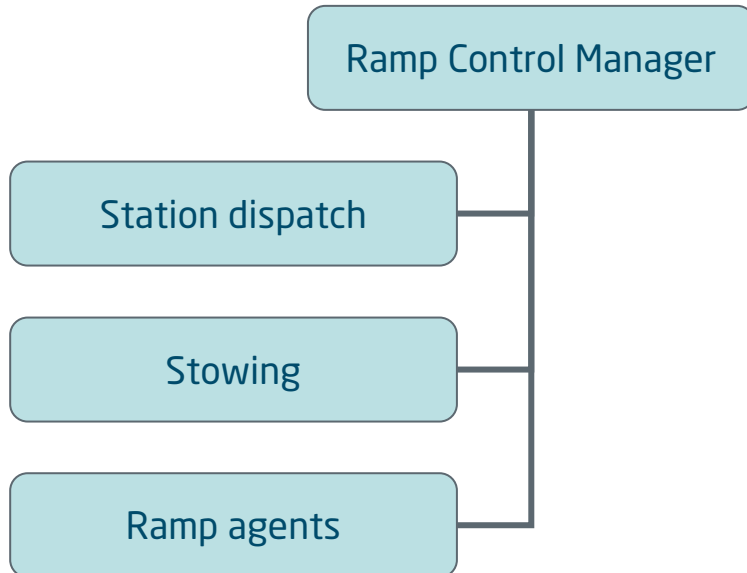 Ramp Control Manager
Station dispatch
Stowing
Ramp agents